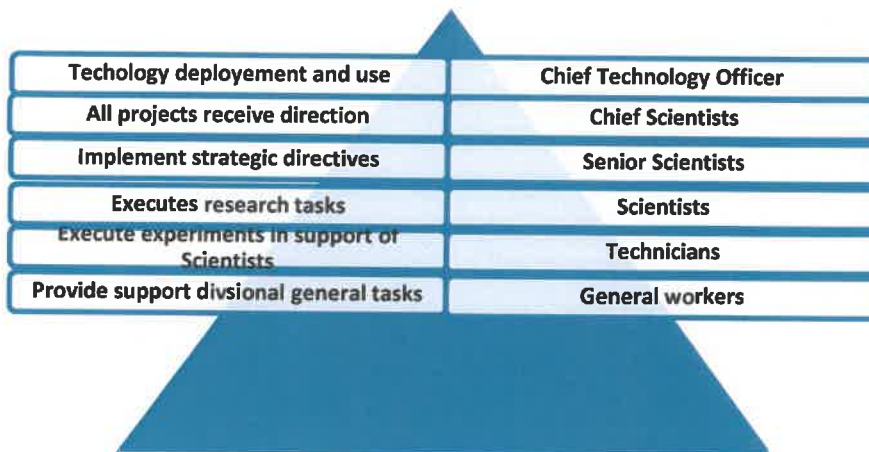 Techology deployement and use
Chief Technology Officer
All projects receive direction
Chief Scientists
Implement strategic directives
Senior Scientists
Executes research tasks
Scientists
Execute experiments in support of
Scientists
Technicians
Provide support divsional general tasks
General workers